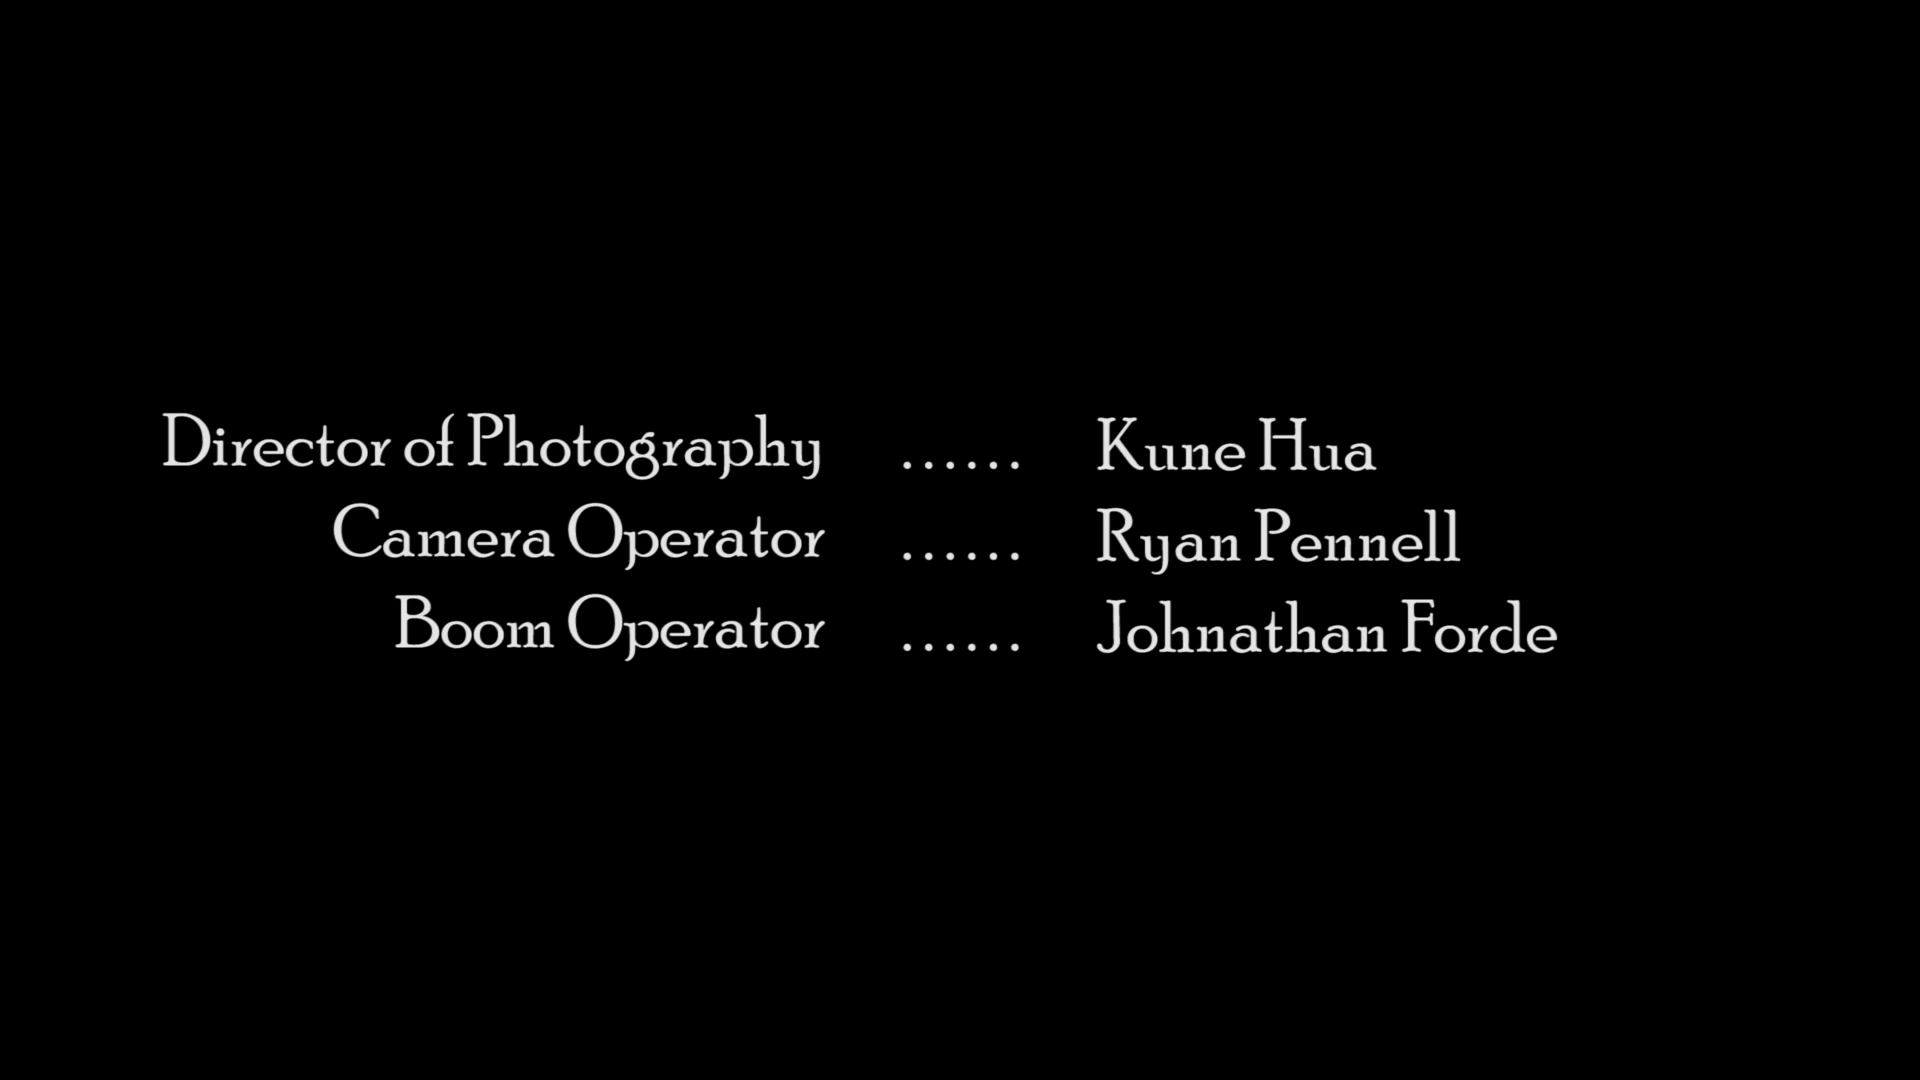 Director of Photography ...... Kune Hua
Camera Operator ...... Ryan Pennell
Boom Operator ...... Johnathan Forde